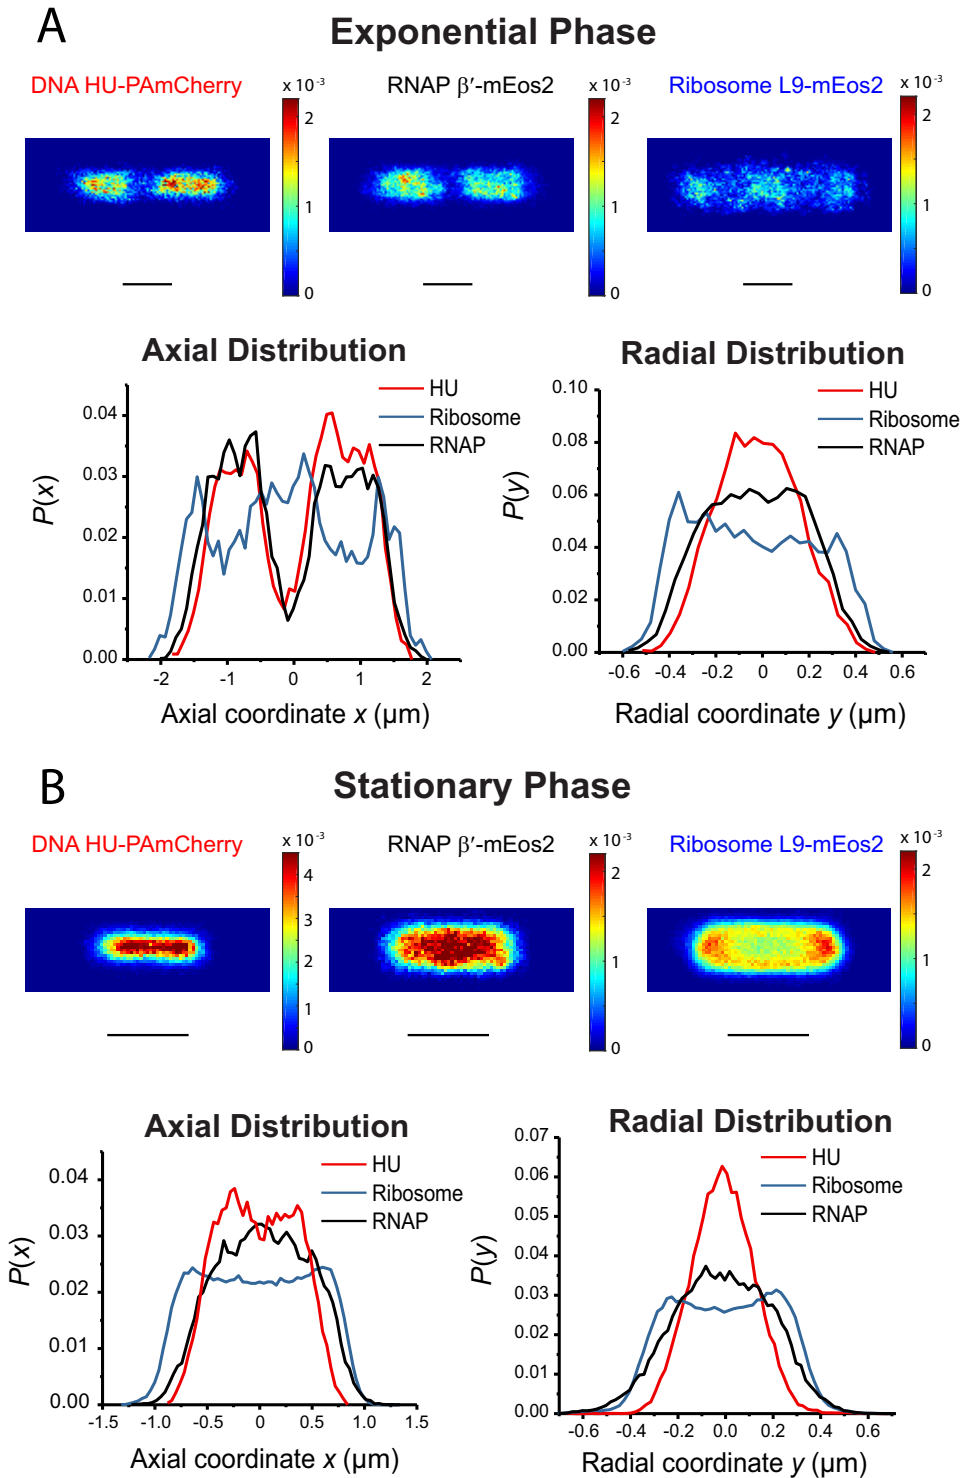 A
Exponential Phase
DNA HU-PAmCherry
x 10⁻³
2
1
0
RNAP β′-mEos2
x 10⁻³
2
1
0
Ribosome L9-mEos2
x 10⁻³
2
1
0
Axial Distribution
HU
Ribosome
RNAP
P(x)
0.04
0.03
0.02
0.01
0.00
-2 -1 0 1 2
Axial coordinate x (µm)
Radial Distribution
HU
Ribosome
RNAP
P(y)
0.10
0.08
0.06
0.04
0.02
0.00
-0.6 -0.4 -0.2 0 0.2 0.4 0.6
Radial coordinate y (µm)
B
Stationary Phase
DNA HU-PAmCherry
x 10⁻³
4
3
2
1
0
RNAP β′-mEos2
x 10⁻³
2
1
0
Ribosome L9-mEos2
x 10⁻³
2
1
0
Axial Distribution
HU
Ribosome
RNAP
P(x)
0.04
0.03
0.02
0.01
0.00
-1.5 -1.0 -0.5 0 0.5 1.0 1.5
Axial coordinate x (µm)
Radial Distribution
HU
Ribosome
RNAP
P(y)
0.07
0.06
0.05
0.04
0.03
0.02
0.01
0.00
-0.6 -0.4 -0.2 0.0 0.2 0.4 0.6
Radial coordinate y (µm)